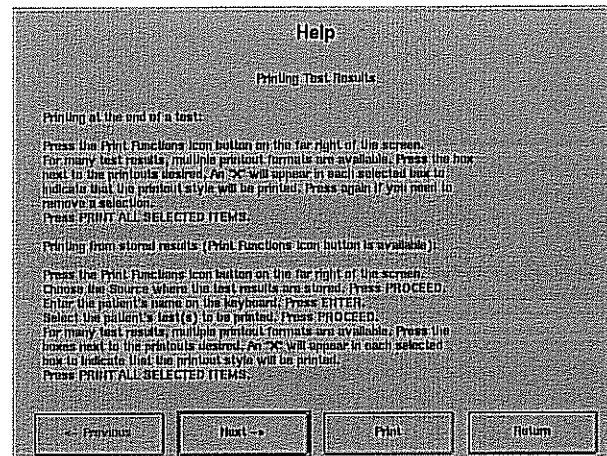 Help
Printing Test Results
Printing at the end of a test:
Press the Print Functions icon button on the far right of the screen.
For many test results, multiple printout formats are available. Press the box
next to the printouts desired. An "X" will appear in each selected box to
indicate that the printout style will be printed. Press again if you need to
remove a selection.
Press PRINT ALL SELECTED ITEMS.
Printing from stored results (Print Functions icon button is available):
Press the Print Functions icon button on the far right of the screen.
Choose the Source where the test results are stored. Press PROCEED.
Enter the patient's name on the keyboard. Press ENTER.
Select the patient's test(s) to be printed. Press PROCEED.
For many test results, multiple printout formats are available. Press the
boxes next to the printouts desired. An "X" will appear in each selected
box to indicate that the printout style will be printed.
Press PRINT ALL SELECTED ITEMS.
<- Previous
Next ->
Print
Return